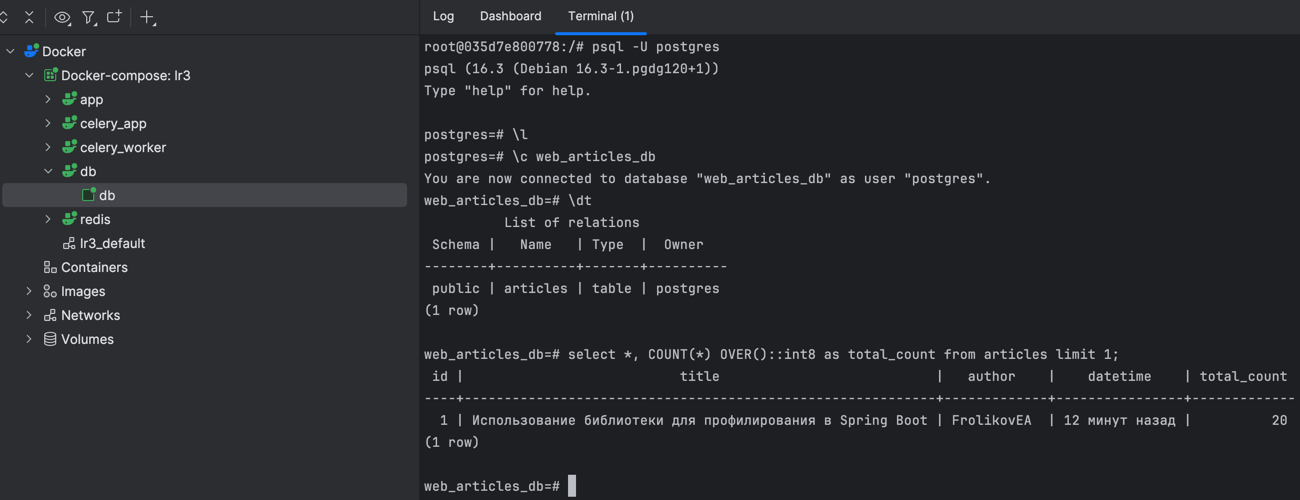 Log Dashboard Terminal (1)
Docker
Docker-compose: lr3
app
celery_app
celery_worker
db
db
redis
lr3_default
Containers
Images
Networks
Volumes
root@035d7e800778:/# psql -U postgres
psql (16.3 (Debian 16.3-1.pgdg120+1))
Type "help" for help.
postgres=# \l
postgres=# \c web_articles_db
You are now connected to database "web_articles_db" as user "postgres".
web_articles_db=# \dt
List of relations
Schema | Name | Type | Owner
--------+----------+-------+----------
public | articles | table | postgres
(1 row)
web_articles_db=# select *, COUNT(*) OVER()::int8 as total_count from articles limit 1;
id | title | author | datetime | total_count
----+-----------------------------------------------------------+-------------+----------------+-------------
1 | Использование библиотеки для профилирования в Spring Boot | FrolikovEA | 12 минут назад | 20
(1 row)
web_articles_db=#